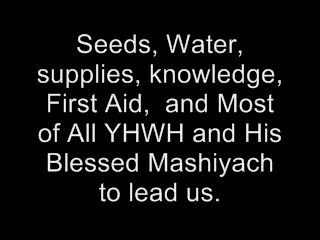 Seeds, Water,
supplies, knowledge,
First Aid,  and Most
of All YHWH and His
Blessed Mashiyach
to lead us.